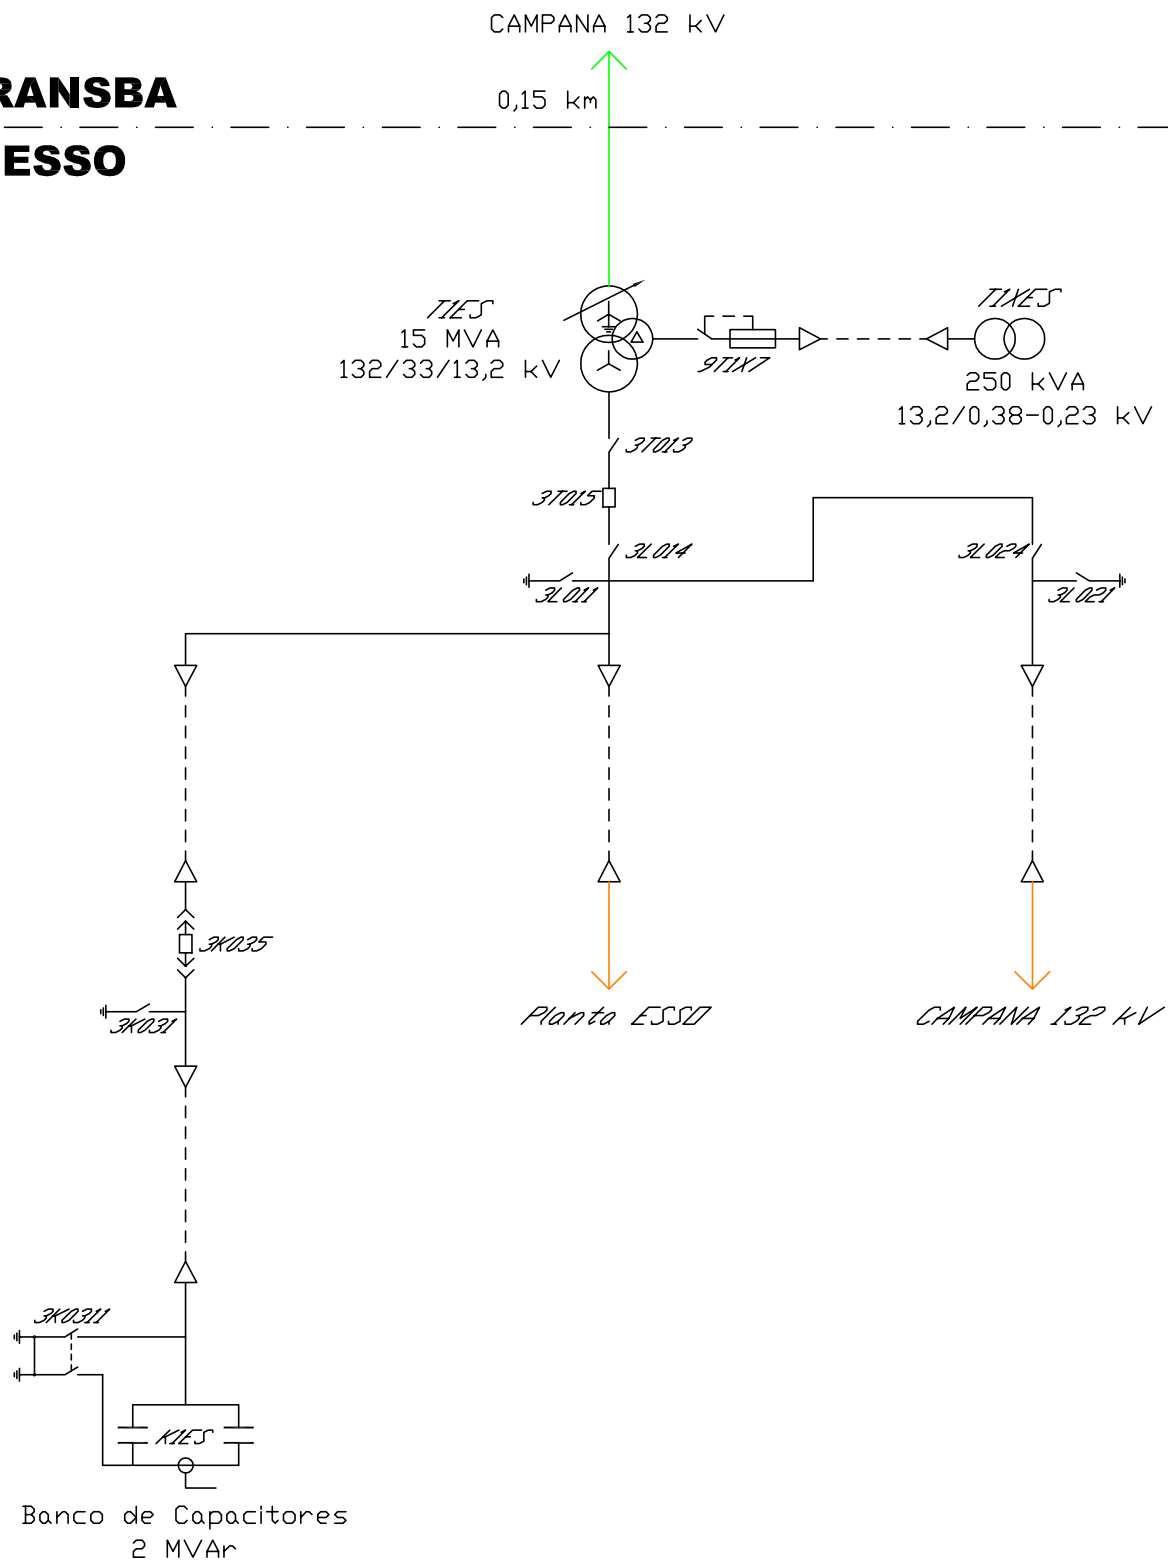 CAMPANA 132 kV
RANSBA
0,15 km
ESSO
T1ES
15 MVA
132/33/13,2 kV
9T1X7
T1XES
250 kVA
13,2/0,38-0,23 kV
3T013
3T015
3L014
3L024
3L011
3L021
3K035
3K031
Planta ESSO
CAMPANA 132 kV
3K0311
K1ES
Banco de Capacitores
2 MVAr